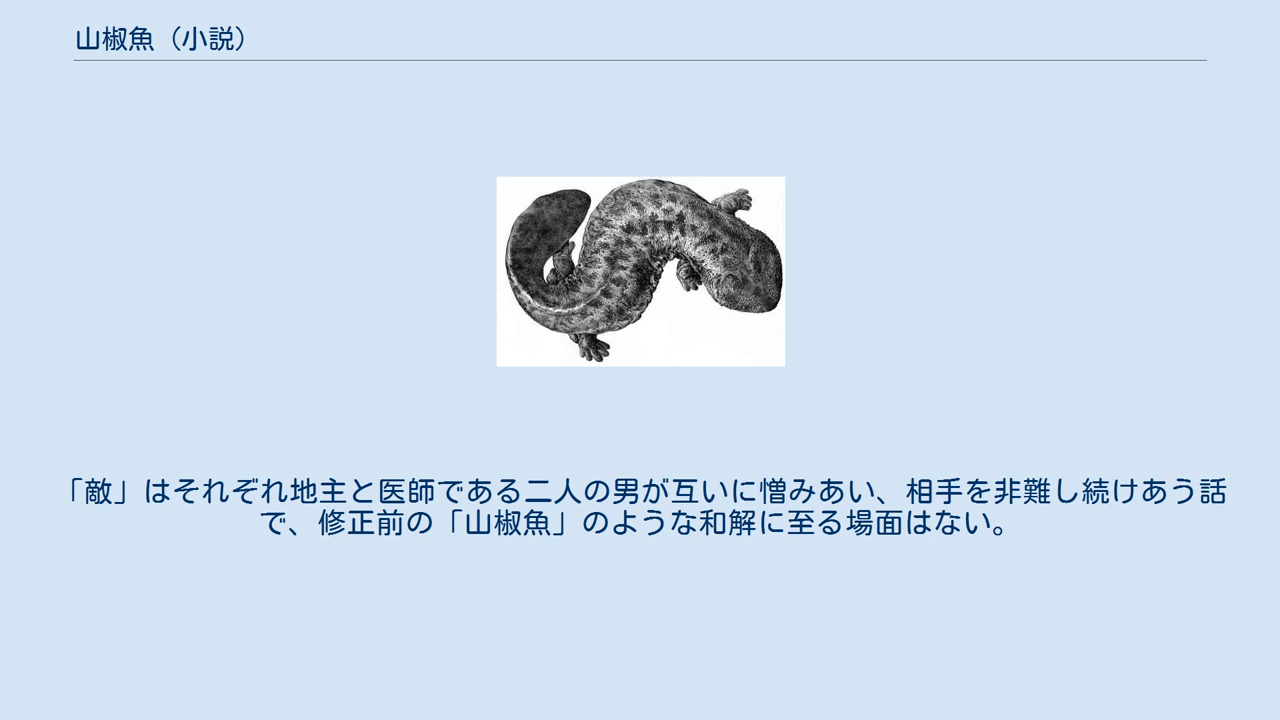 山椒魚（小説）
「敵」はそれぞれ地主と医師である二人の男が互いに憎みあい、相手を非難し続けあう話
で、修正前の「山椒魚」のような和解に至る場面はない。